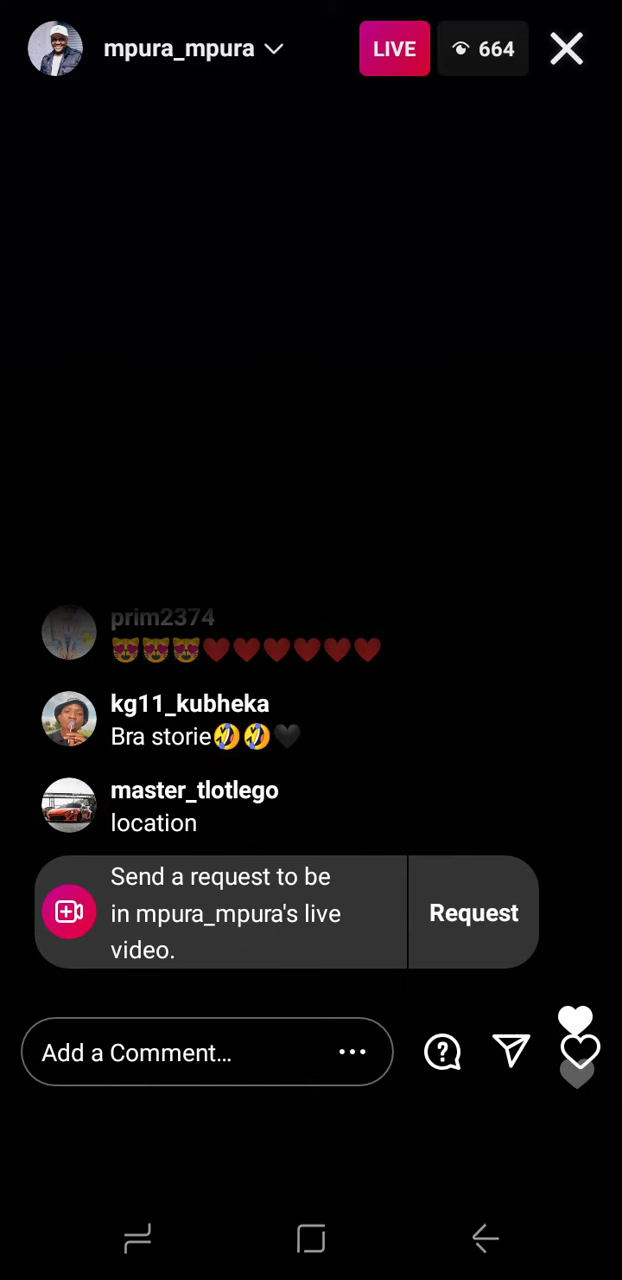 mpura_mpura
LIVE
664
prim2374
😻😻😻❤️❤️❤️❤️❤️❤️
kg11_kubheka
Bra storie🤣🤣🖤
master_tlotlego
location
Send a request to be
in mpura_mpura's live
video.
Request
Add a Comment...